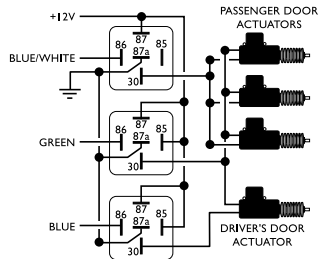 PASSENGER DOOR
ACTUATORS
+12V
87
86 87a 85
BLUE/WHITE
30
87
86 87a 85
GREEN
30
87
86 87a 85
BLUE
30
DRIVER'S DOOR
ACTUATOR